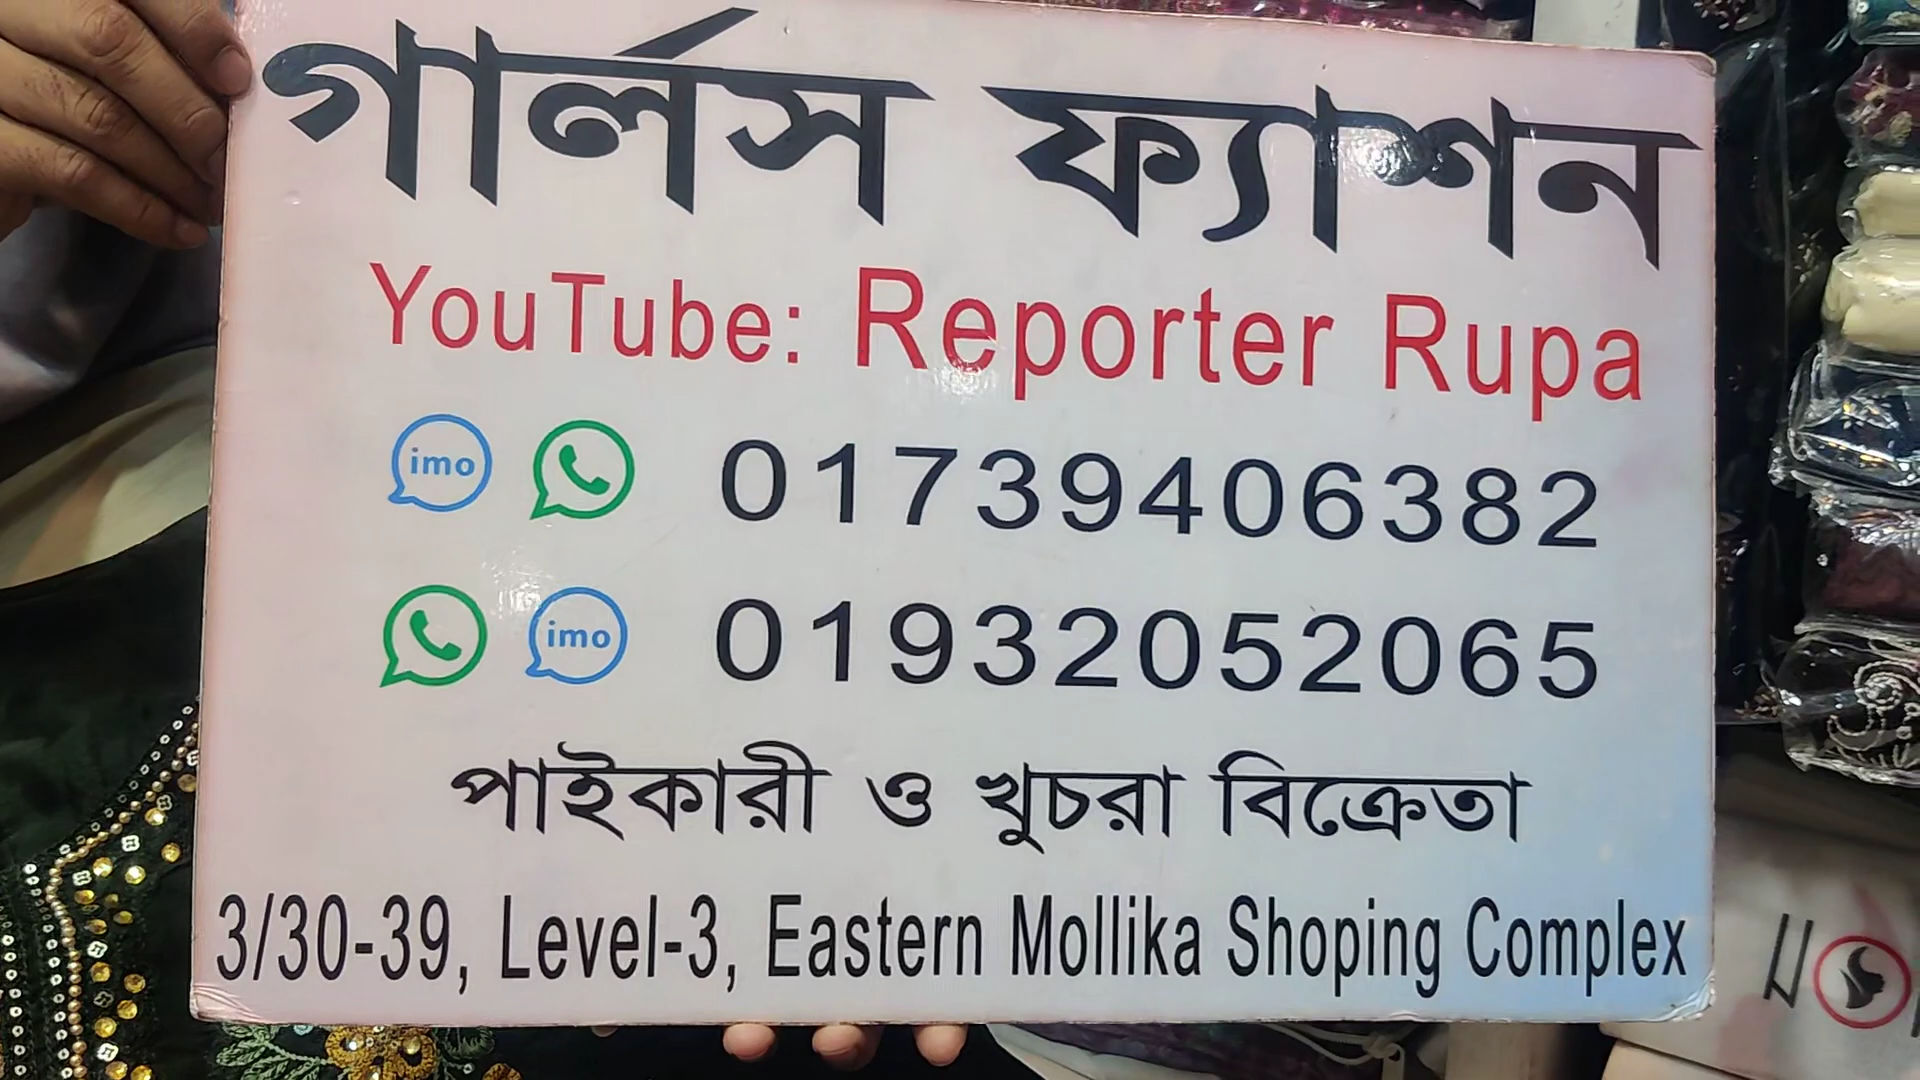 গার্লস ফ্যাশন
YouTube: Reporter Rupa
imo 01739406382
imo 01932052065
পাইকারী ও খুচরা বিক্রেতা
3/30-39, Level-3, Eastern Mollika Shoping Complex